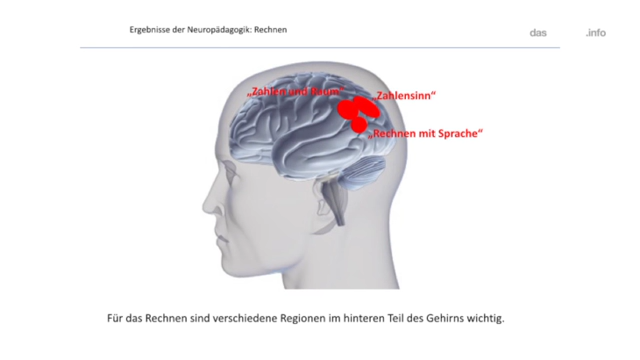 Ergebnisse der Neuropädagogik: Rechnen
das .info
„Zahlen und Raum“
„Zahlensinn“
„Rechnen mit Sprache“
Für das Rechnen sind verschiedene Regionen im hinteren Teil des Gehirns wichtig.